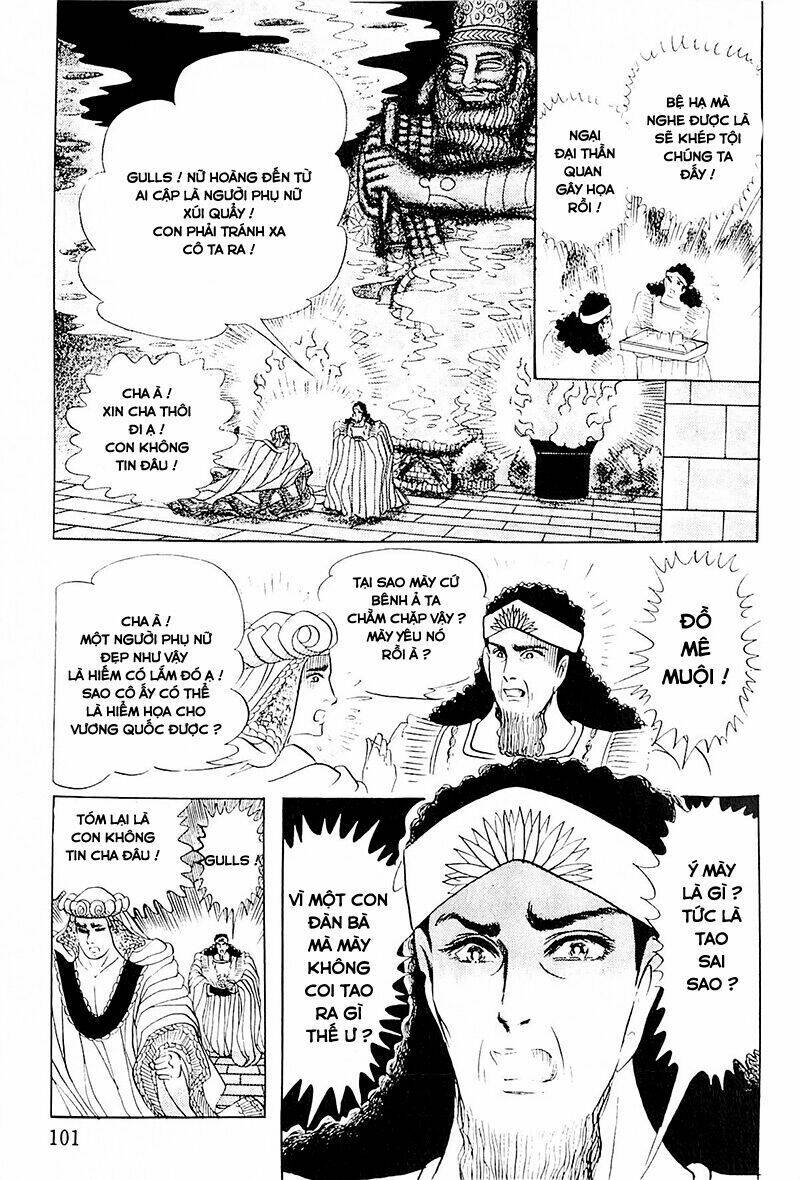 BỆ HẠ MÀ
NGHE ĐƯỢC LÀ
SẼ KHÉP TỘI
CHÚNG TA
ĐẤY !
NGẠI
ĐẠI THẦN
QUAN
GÂY HỌA
RỒI !
GULLS ! NỮ HOÀNG ĐẾN TỪ
AI CẬP LÀ NGƯỜI PHỤ NỮ
XÚI QUẨY !
CON PHẢI TRÁNH XA
CÔ TA RA !
CHA À !
XIN CHA THÔI
ĐI Ạ !
CON KHÔNG
TIN ĐÂU !
ĐỒ
MÊ
MUỘI !
TẠI SAO MÀY CỨ
BÊNH Ả TA
CHẰM CHẶP VẬY ?
MÀY YÊU NÓ
RỒI À ?
CHA À !
MỘT NGƯỜI PHỤ NỮ
ĐẸP NHƯ VẬY
LÀ HIẾM CÓ LẮM ĐÓ Ạ !
SAO CÔ ẤY CÓ THỂ
LÀ HIỂM HỌA CHO
VƯƠNG QUỐC ĐƯỢC ?
Ý MÀY
LÀ GÌ ?
TỨC LÀ
TAO
SAI
SAO ?
VÌ MỘT CON
ĐÀN BÀ
MÀ MÀY
KHÔNG
COI TAO
RA GÌ
THẾ Ư ?
GULLS !
TÓM LẠI LÀ
CON KHÔNG
TIN CHA ĐÂU !
101